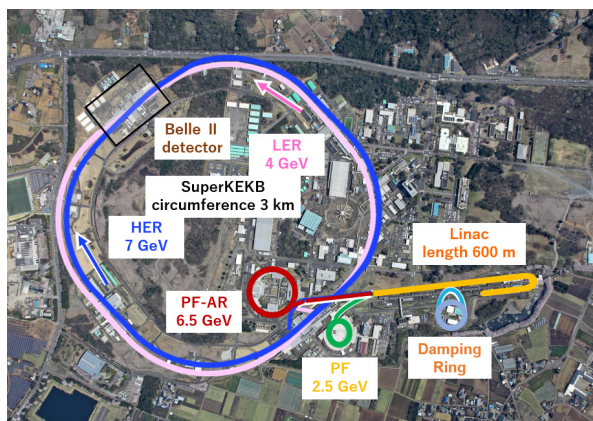 Belle II
detector
LER
4 GeV
SuperKEKB
circumference 3 km
HER
7 GeV
Linac
length 600 m
PF-AR
6.5 GeV
PF
2.5 GeV
Damping
Ring